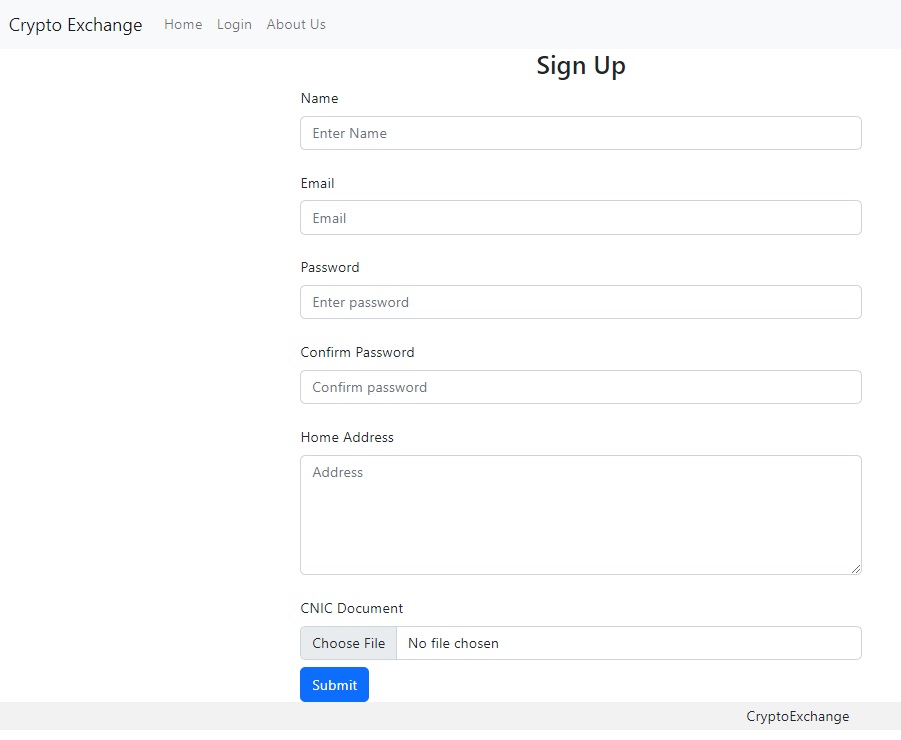 Crypto Exchange Home Login About Us
Sign Up
Name
Enter Name
Email
Email
Password
Enter password
Confirm Password
Confirm password
Home Address
Address
CNIC Document
Choose File No file chosen
Submit
CryptoExchange